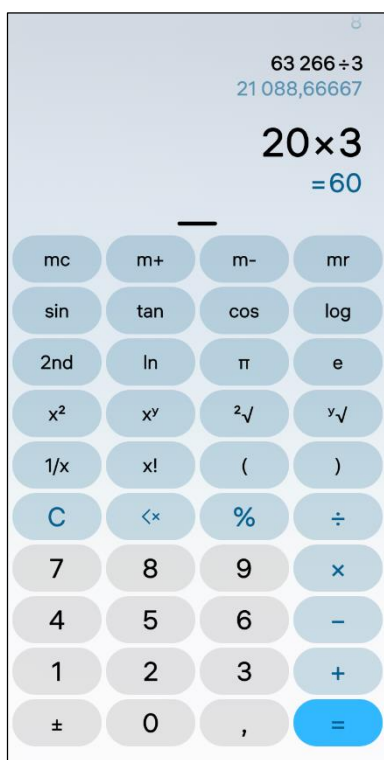 8
63 266÷3
21 088,66667
20×3
=60
mc m+ m- mr
sin tan cos log
2nd ln π e
x² xʸ ²√ ʸ√
1/x x! ( )
C <× % ÷
7 8 9 ×
4 5 6 −
1 2 3 +
± 0 , =